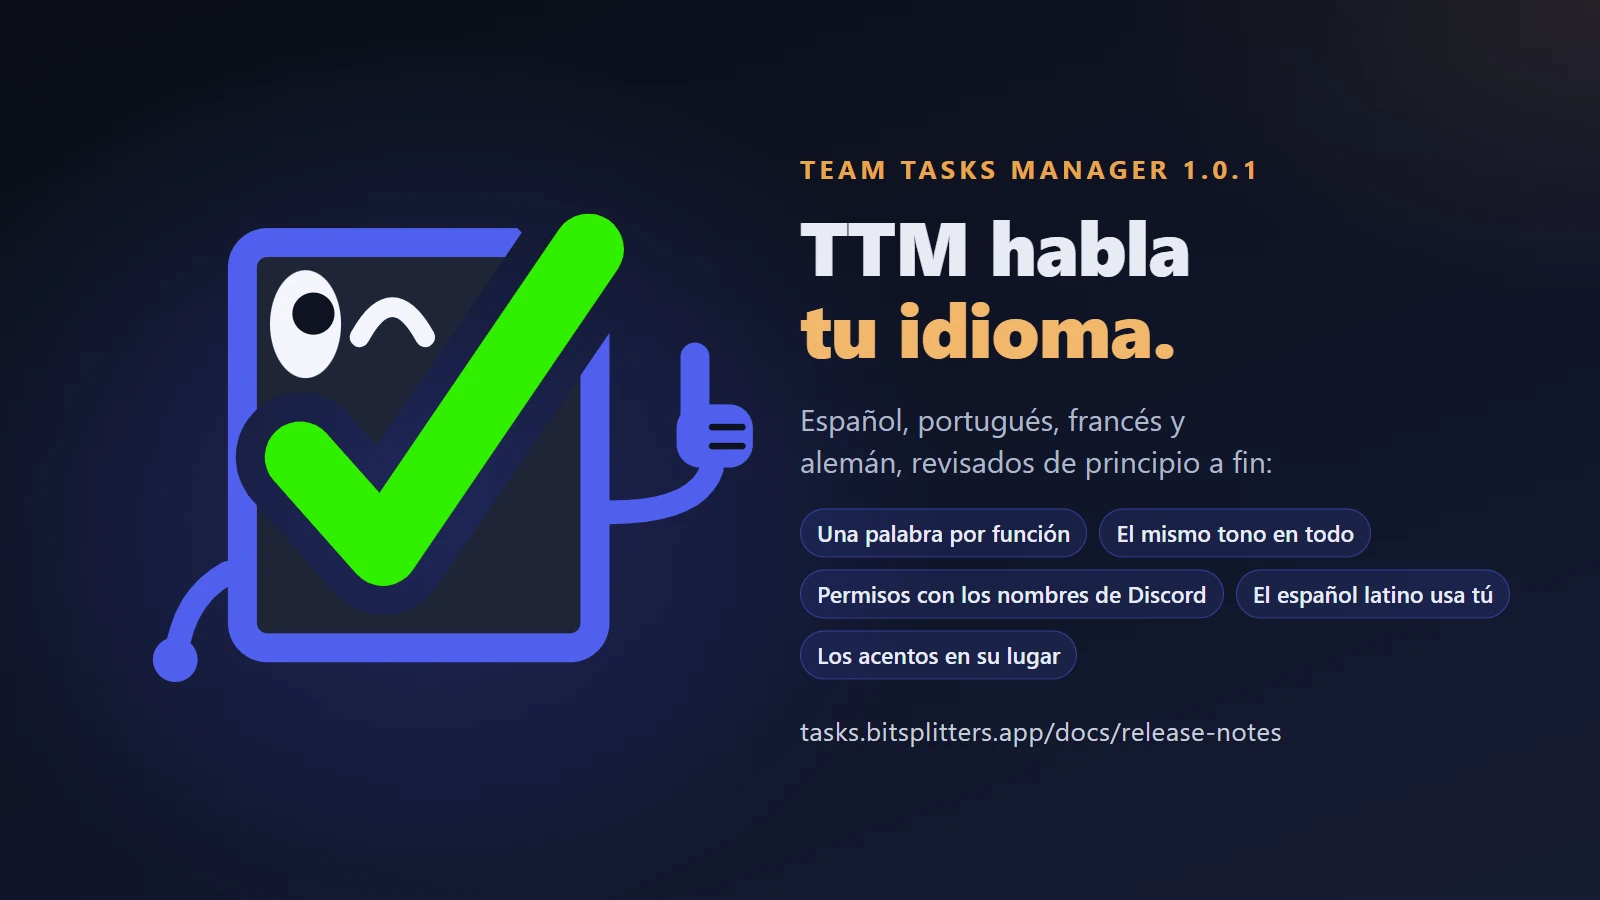 TEAM TASKS MANAGER 1.0.1
TTM habla
tu idioma.
Español, portugués, francés y
alemán, revisados de principio a fin:
Una palabra por función
El mismo tono en todo
Permisos con los nombres de Discord
El español latino usa tú
Los acentos en su lugar
tasks.bitsplitters.app/docs/release-notes